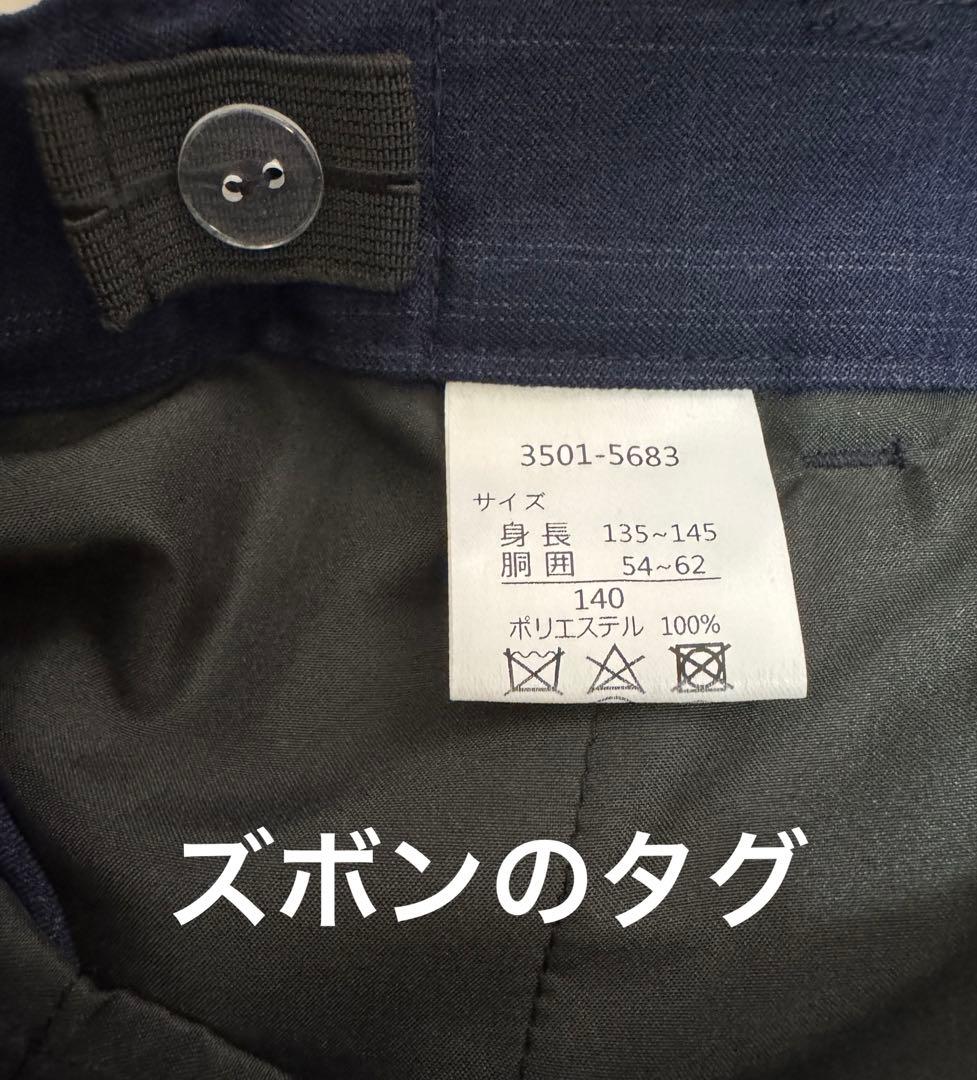 3501-5683
サイズ
身長 135~145
胴囲 54~62
140
ポリエステル 100%
ズボンのタグ